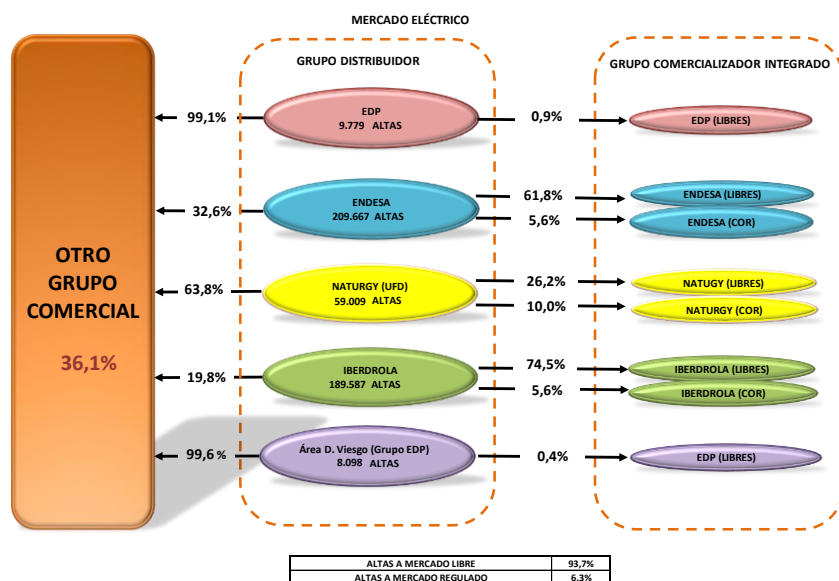 MERCADO ELÉCTRICO
GRUPO DISTRIBUIDOR
GRUPO COMERCIALIZADOR INTEGRADO
OTRO
GRUPO
COMERCIAL
36,1%
99,1%
EDP
9.779 ALTAS
0,9%
EDP (LIBRES)
32,6%
ENDESA
209.667 ALTAS
61,8%
5,6%
ENDESA (LIBRES)
ENDESA (COR)
63,8%
NATURGY (UFD)
59.009 ALTAS
26,2%
10,0%
NATUGY (LIBRES)
NATURGY (COR)
19,8%
IBERDROLA
189.587 ALTAS
74,5%
5,6%
IBERDROLA (LIBRES)
IBERDROLA (COR)
99,6 %
Área D. Viesgo (Grupo EDP)
8.098 ALTAS
0,4%
EDP (LIBRES)
ALTAS A MERCADO LIBRE 93,7%
ALTAS A MERCADO REGULADO 6,3%